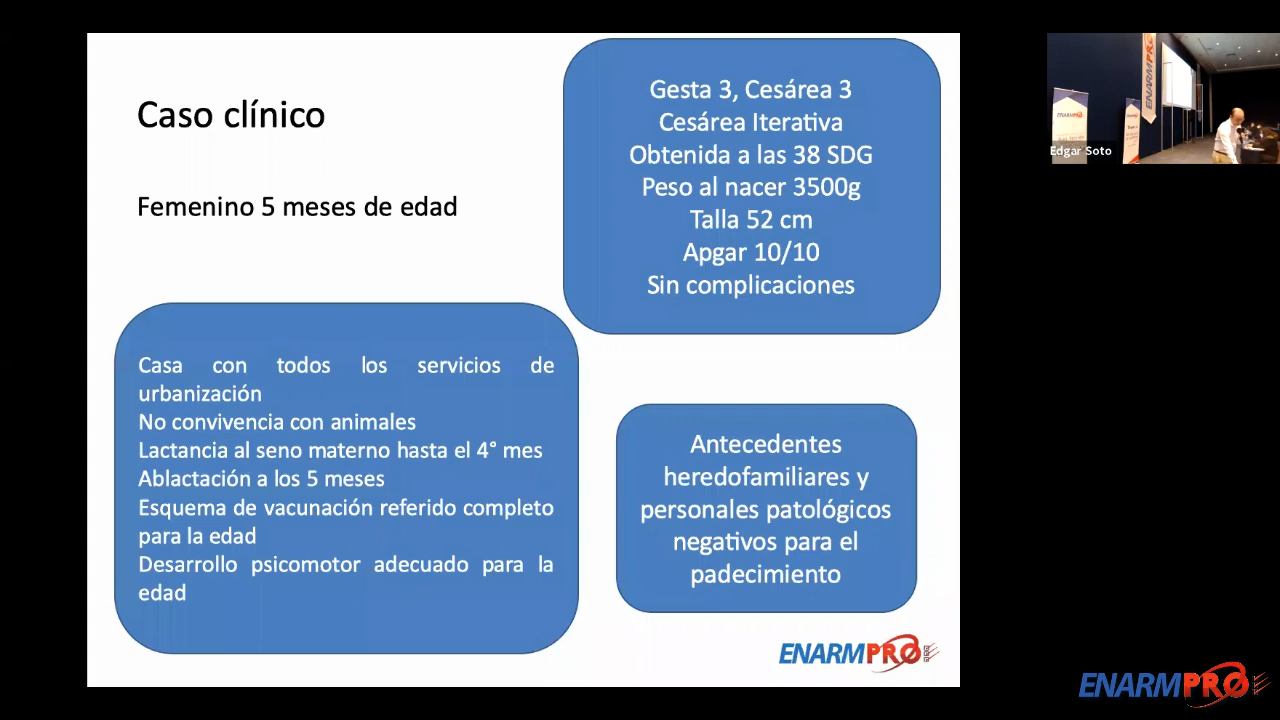 Caso clínico
Femenino 5 meses de edad
Gesta 3, Cesárea 3
Cesárea Iterativa
Obtenida a las 38 SDG
Peso al nacer 3500g
Talla 52 cm
Apgar 10/10
Sin complicaciones
Casa con todos los servicios de
urbanización
No convivencia con animales
Lactancia al seno materno hasta el 4° mes
Ablactación a los 5 meses
Esquema de vacunación referido completo
para la edad
Desarrollo psicomotor adecuado para la
edad
Antecedentes
heredofamiliares y
personales patológicos
negativos para el
padecimiento
ENARMPRO
ENARMPRO
ENARM
Edgar Soto
ENARMPRO